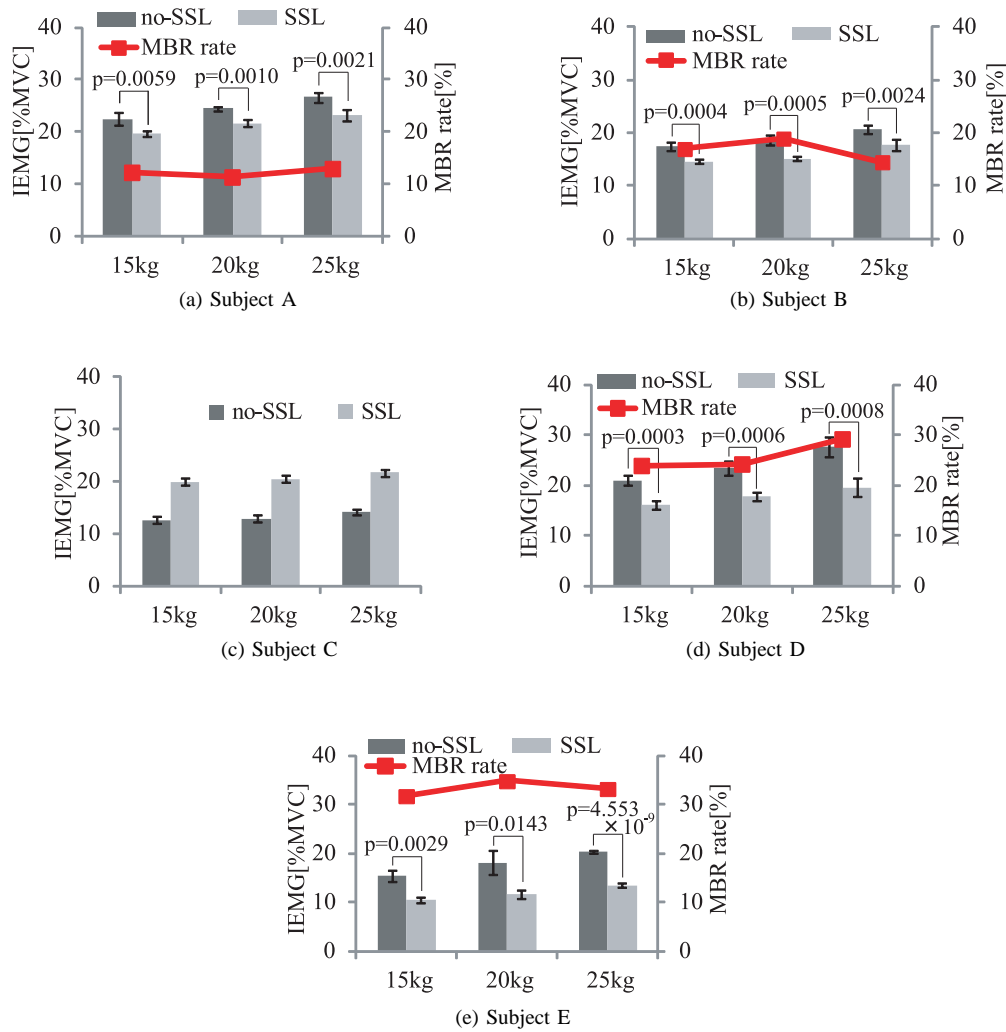 40
30
20
10
0
IEMG[%MVC]
no-SSL SSL
MBR rate
p=0.0059 p=0.0010 p=0.0021
40
30
20
10
0
MBR rate[%]
15kg 20kg 25kg
(a) Subject A
40
30
20
10
0
IEMG[%MVC]
no-SSL SSL
MBR rate
p=0.0004 p=0.0005 p=0.0024
40
30
20
10
0
MBR rate[%]
15kg 20kg 25kg
(b) Subject B
40
30
20
10
0
IEMG[%MVC]
no-SSL SSL
15kg 20kg 25kg
(c) Subject C
40
30
20
10
0
IEMG[%MVC]
no-SSL SSL
MBR rate
p=0.0003 p=0.0006 p=0.0008
40
30
20
10
0
MBR rate[%]
15kg 20kg 25kg
(d) Subject D
40
30
20
10
0
IEMG[%MVC]
no-SSL SSL
MBR rate
p=0.0029 p=0.0143 p=4.553
×10⁻⁹
40
30
20
10
0
MBR rate[%]
15kg 20kg 25kg
(e) Subject E